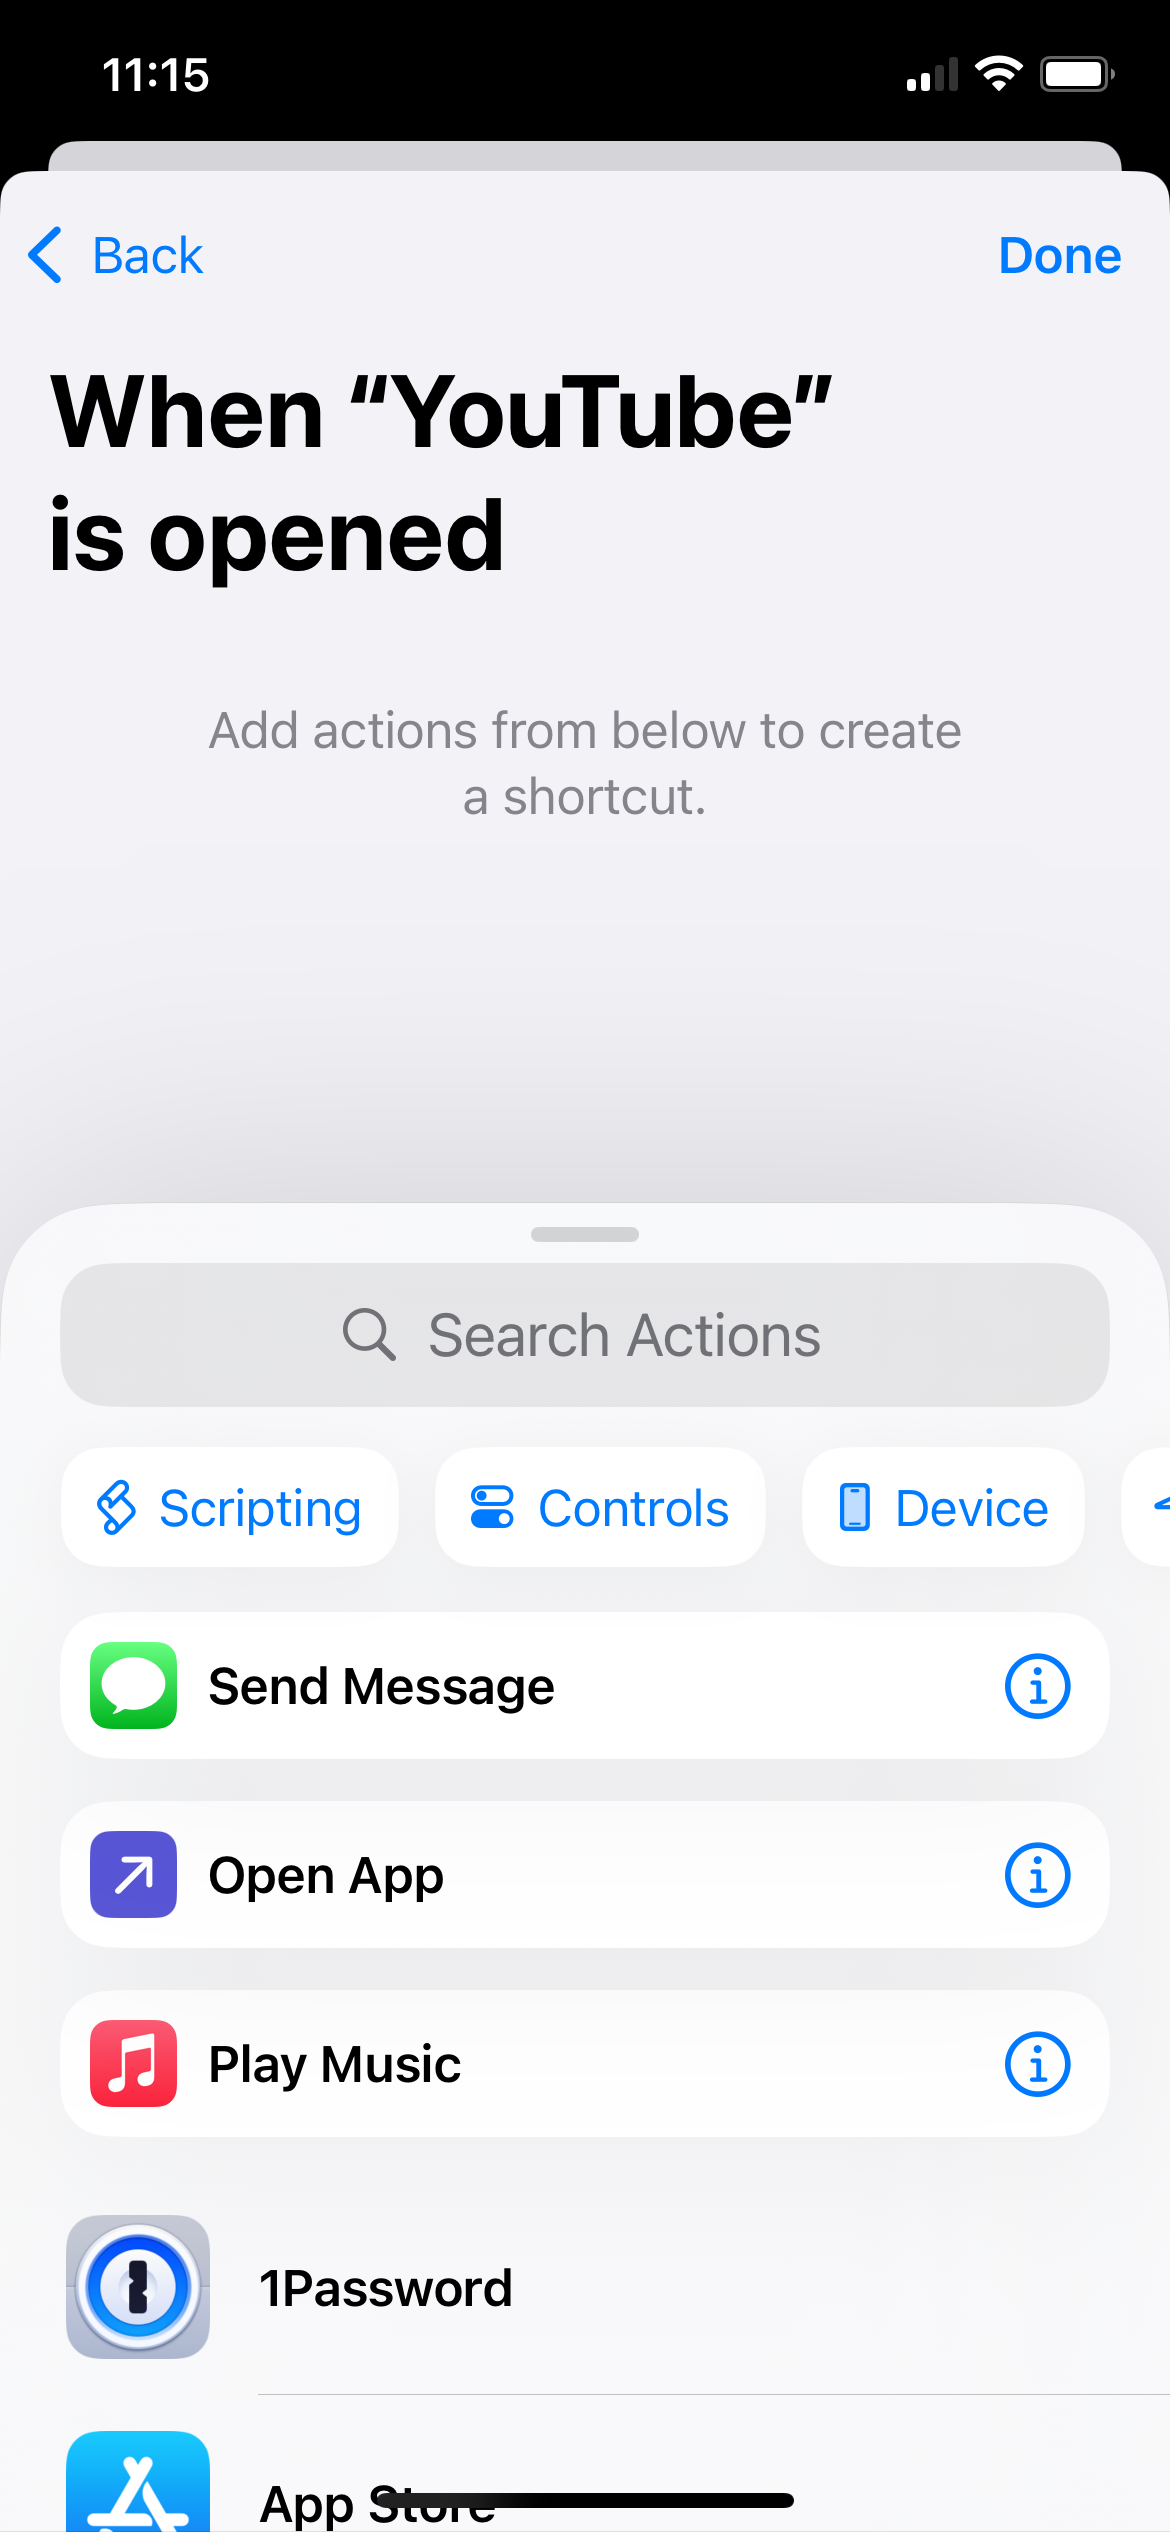 11:15
Back
Done
When “YouTube”
is opened
Add actions from below to create
a shortcut.
Search Actions
Scripting
Controls
Device
Send Message
Open App
Play Music
1Password
App Store